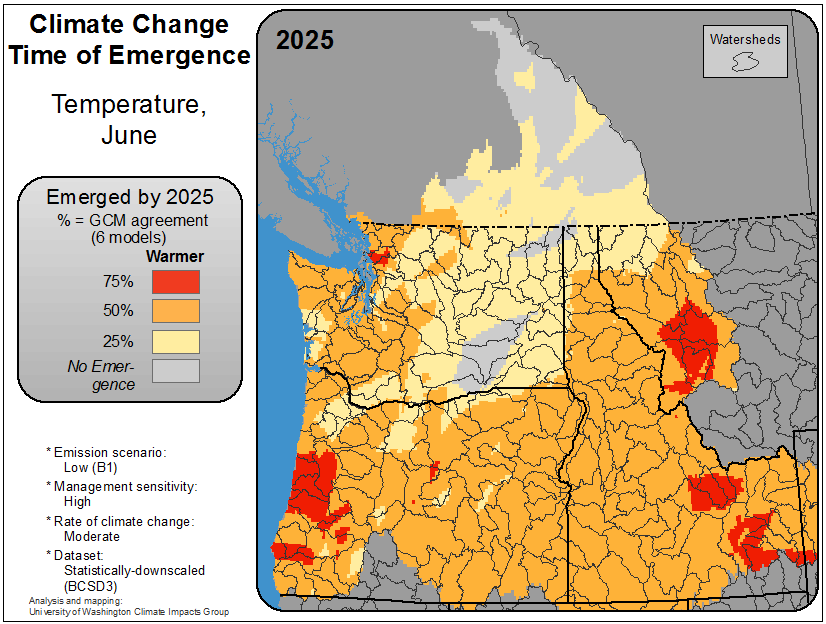 Climate Change
Time of Emergence
Temperature,
June
Emerged by 2025
% = GCM agreement
(6 models)
Warmer
75%
50%
25%
No Emer-
gence
* Emission scenario:
Low (B1)
* Management sensitivity:
High
* Rate of climate change:
Moderate
* Dataset:
Statistically-downscaled
(BCSD3)
Analysis and mapping:
University of Washington Climate Impacts Group
2025
Watersheds